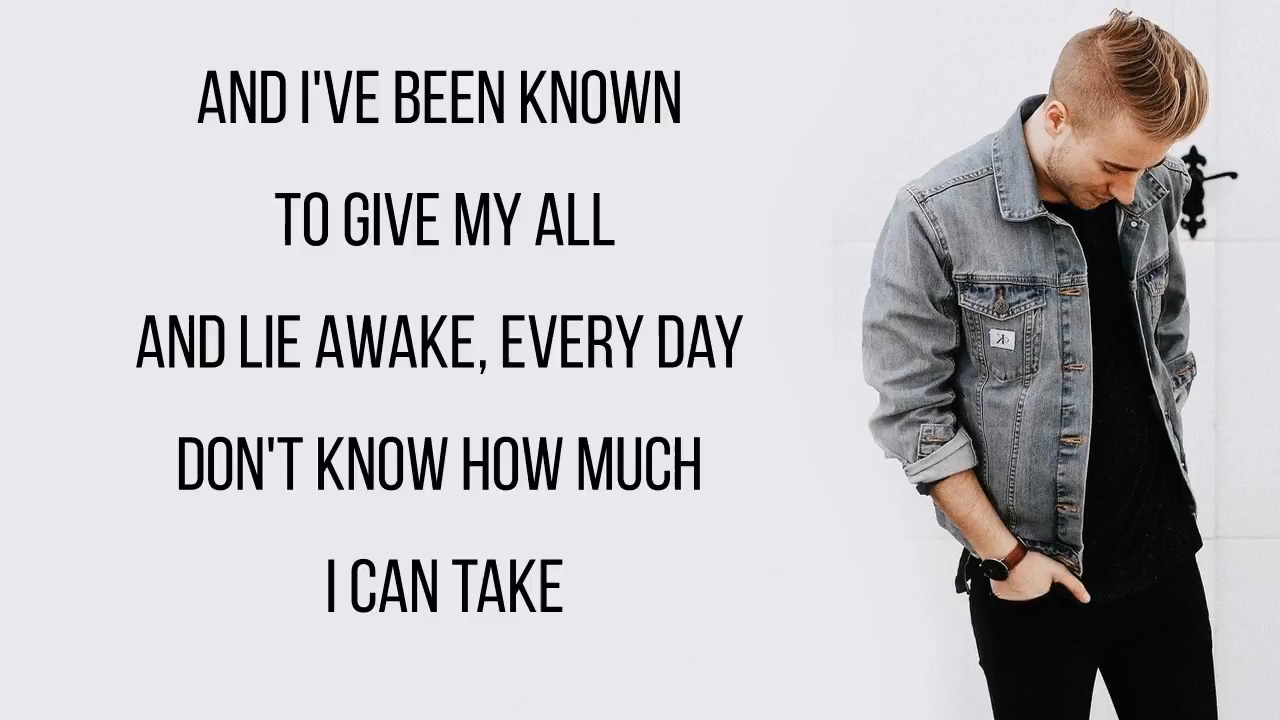 AND I'VE BEEN KNOWN
TO GIVE MY ALL
AND LIE AWAKE, EVERY DAY
DON'T KNOW HOW MUCH
I CAN TAKE